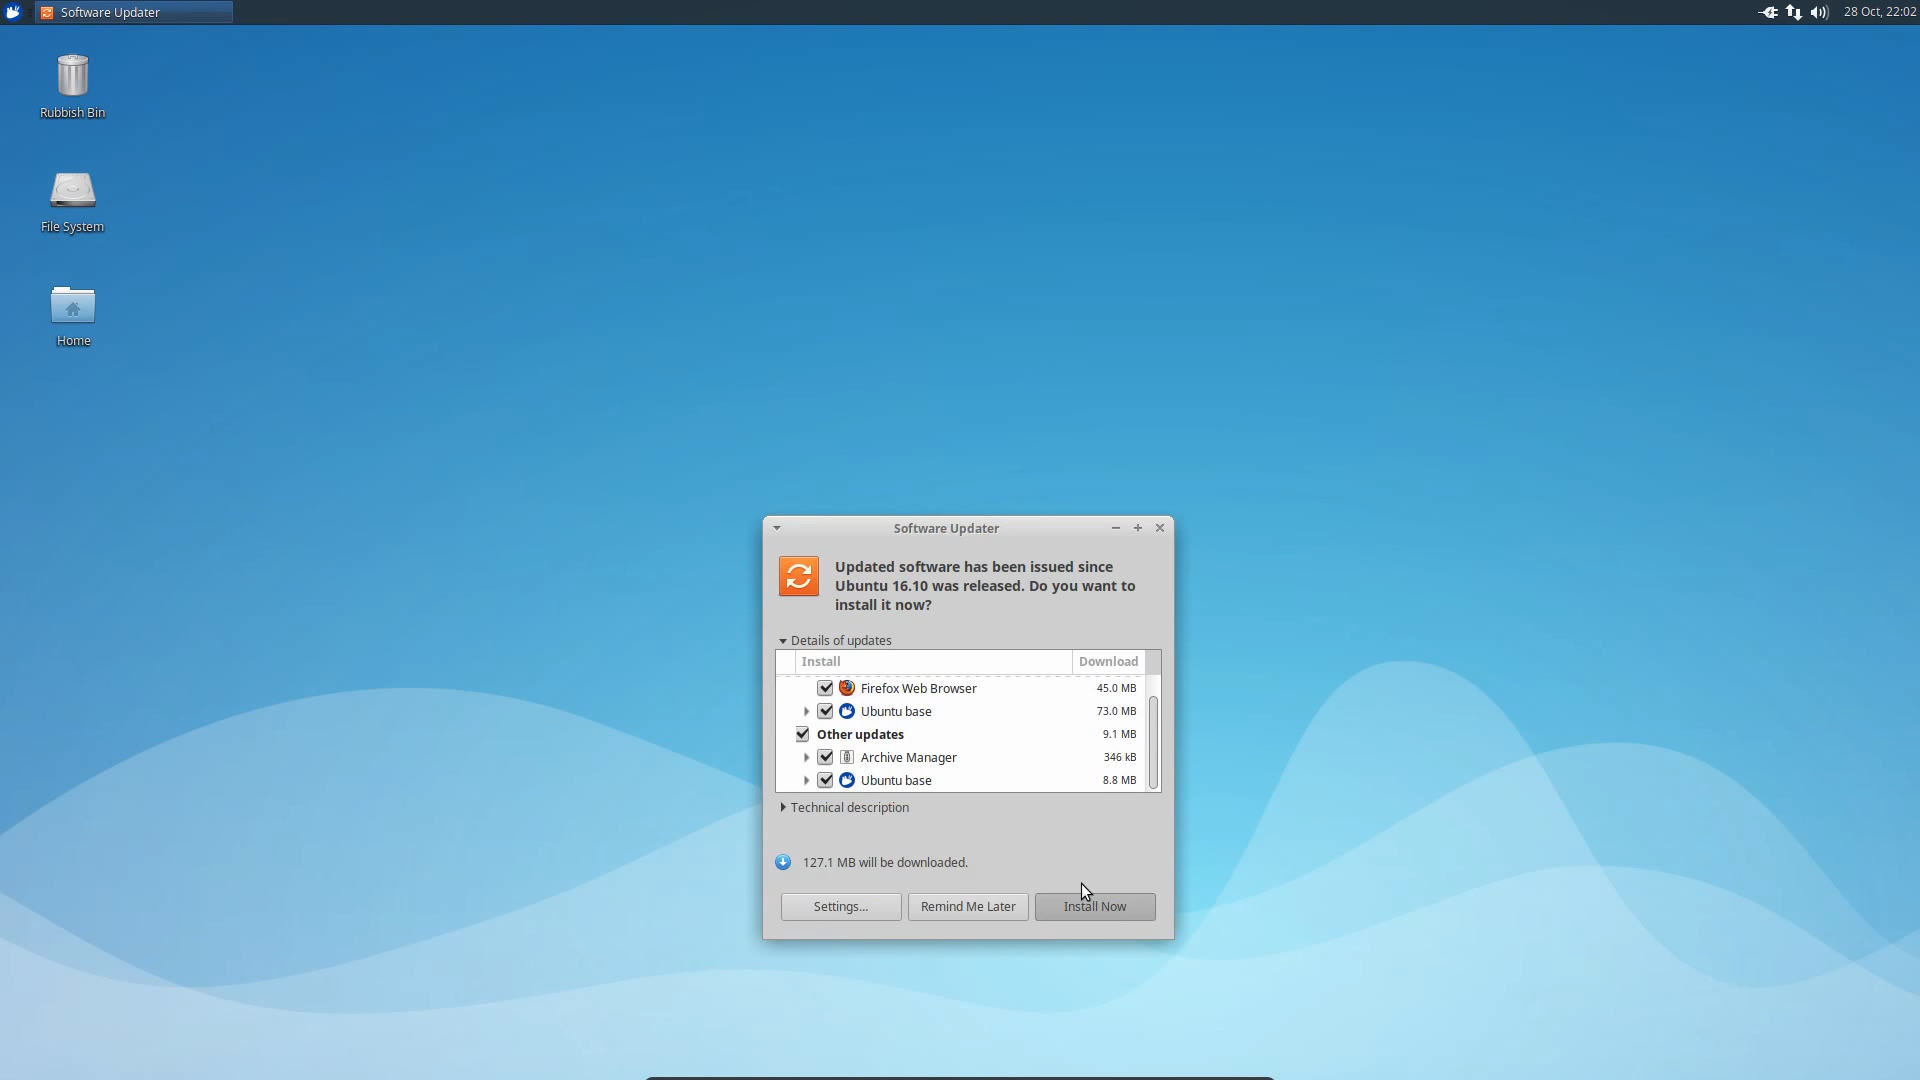 Software Updater
28 Oct, 22:02
Rubbish Bin
File System
Home
Software Updater
Updated software has been issued since
Ubuntu 16.10 was released. Do you want to
install it now?
Details of updates
Install Download
Firefox Web Browser 45.0 MB
Ubuntu base 73.0 MB
Other updates 9.1 MB
Archive Manager 346 kB
Ubuntu base 8.8 MB
Technical description
127.1 MB will be downloaded.
Settings... Remind Me Later Install Now